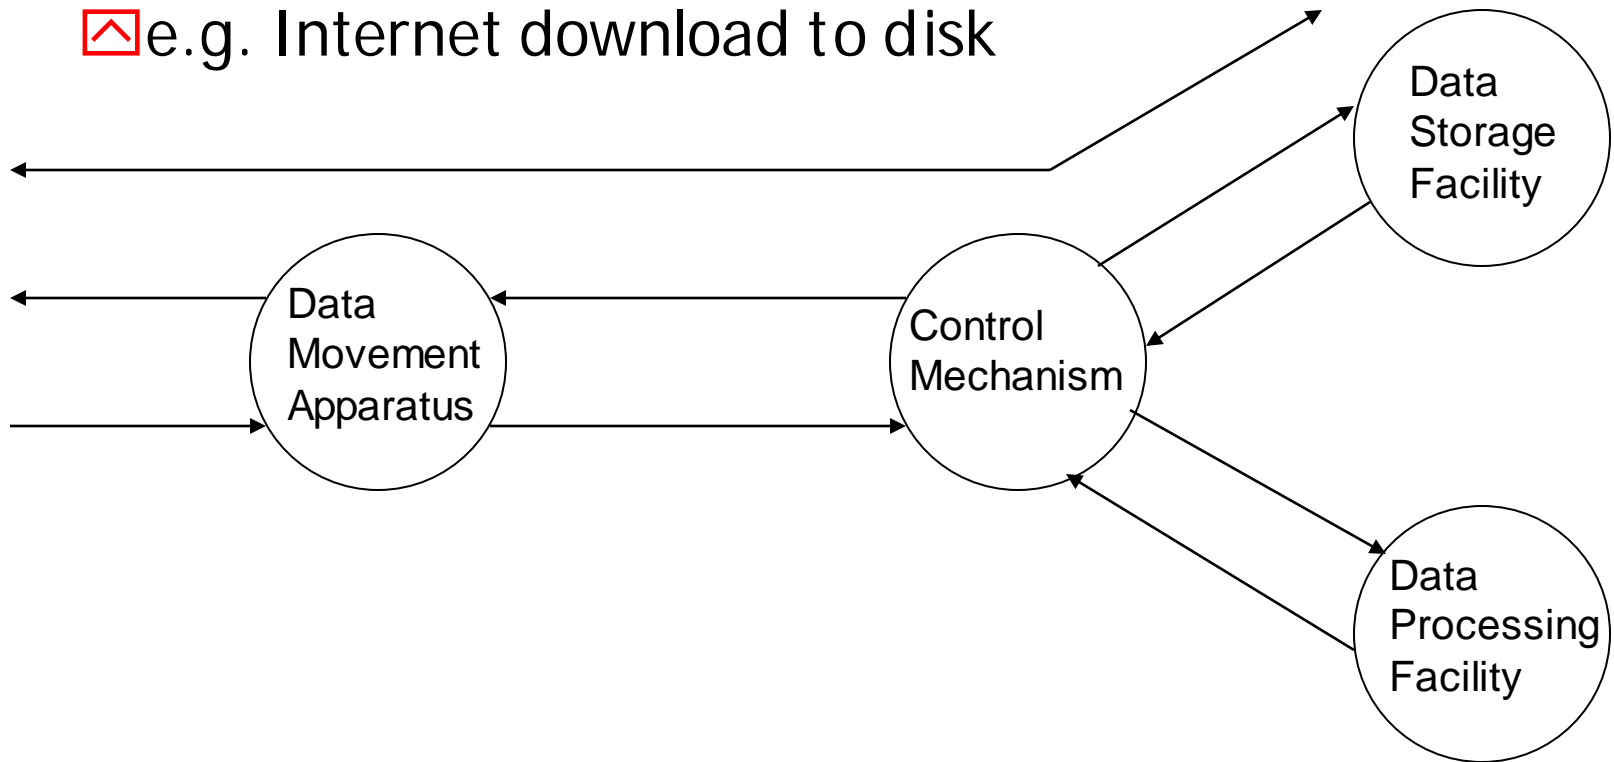 e.g. Internet download to disk
Data
Storage
Facility
Data
Movement
Apparatus
Control
Mechanism
Data
Processing
Facility